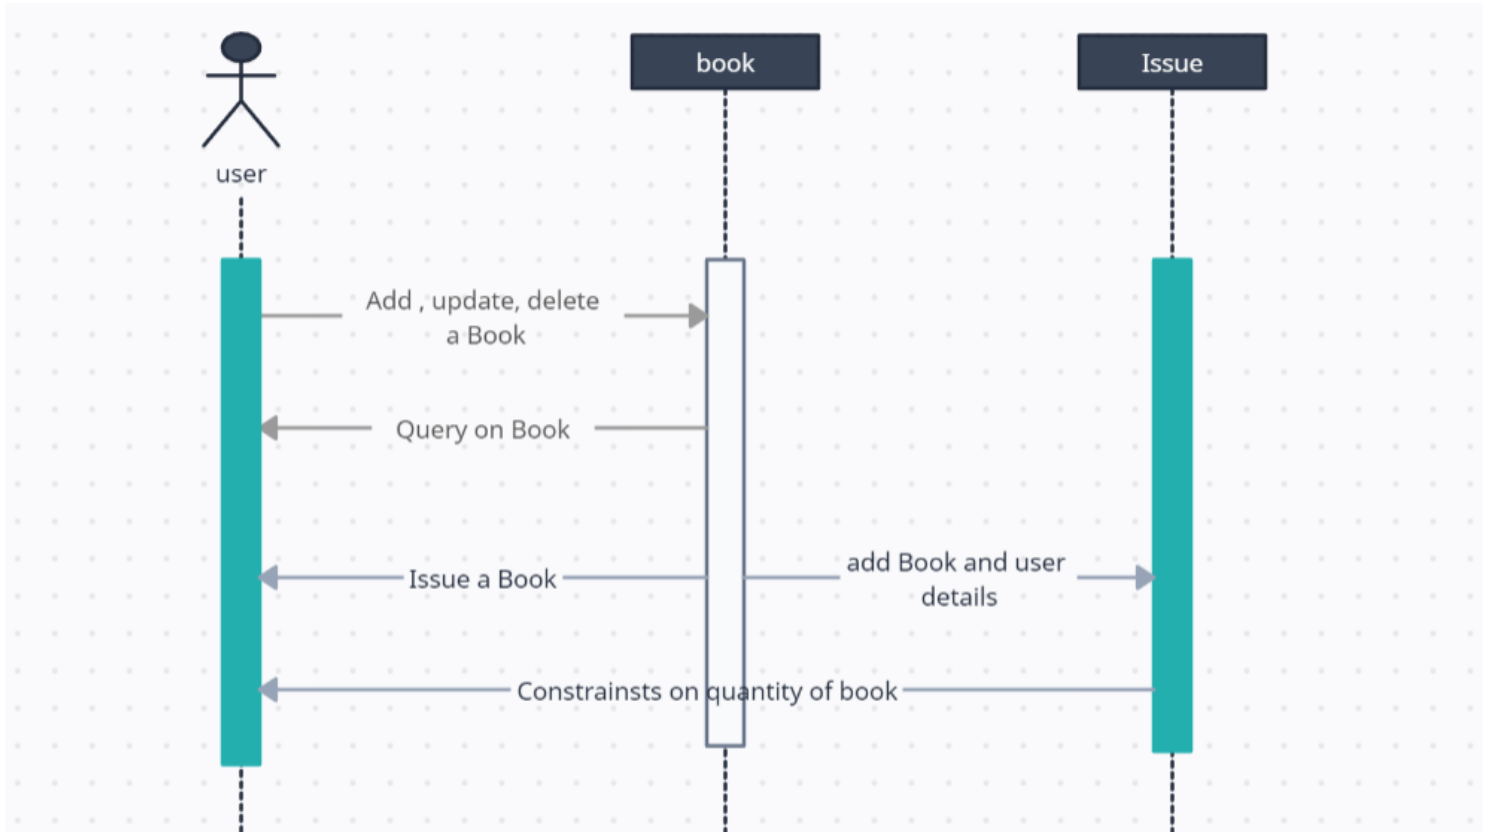 book
Issue
user
Add , update, delete
a Book
Query on Book
Issue a Book
add Book and user
details
Constrainsts on quantity of book